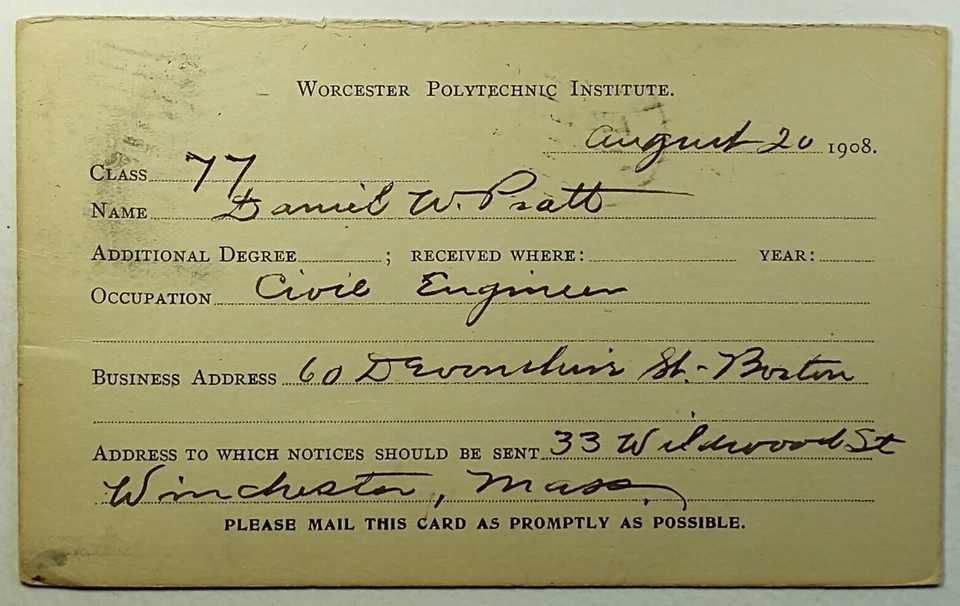 WORCESTER POLYTECHNIC INSTITUTE.
August 20 1908.
CLASS 77
NAME Daniel W. Pratt
ADDITIONAL DEGREE ; RECEIVED WHERE: YEAR:
OCCUPATION Civil Engineer
BUSINESS ADDRESS 60 Devonshire St. - Boston
ADDRESS TO WHICH NOTICES SHOULD BE SENT 33 Wildwood St
Winchester, Mass.
PLEASE MAIL THIS CARD AS PROMPTLY AS POSSIBLE.